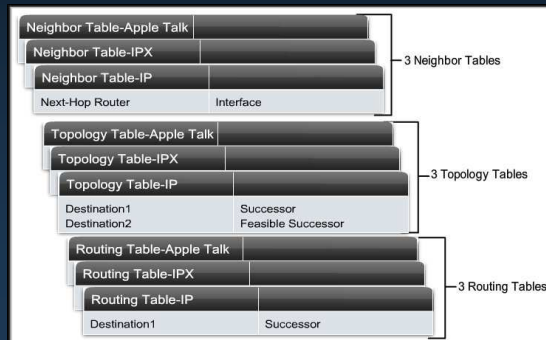 Neighbor Table-Apple Talk
Neighbor Table-IPX
Neighbor Table-IP
Next-Hop Router Interface
3 Neighbor Tables
Topology Table-Apple Talk
Topology Table-IPX
Topology Table-IP
Destination1 Successor
Destination2 Feasible Successor
3 Topology Tables
Routing Table-Apple Talk
Routing Table-IPX
Routing Table-IP
Destination1 Successor
3 Routing Tables